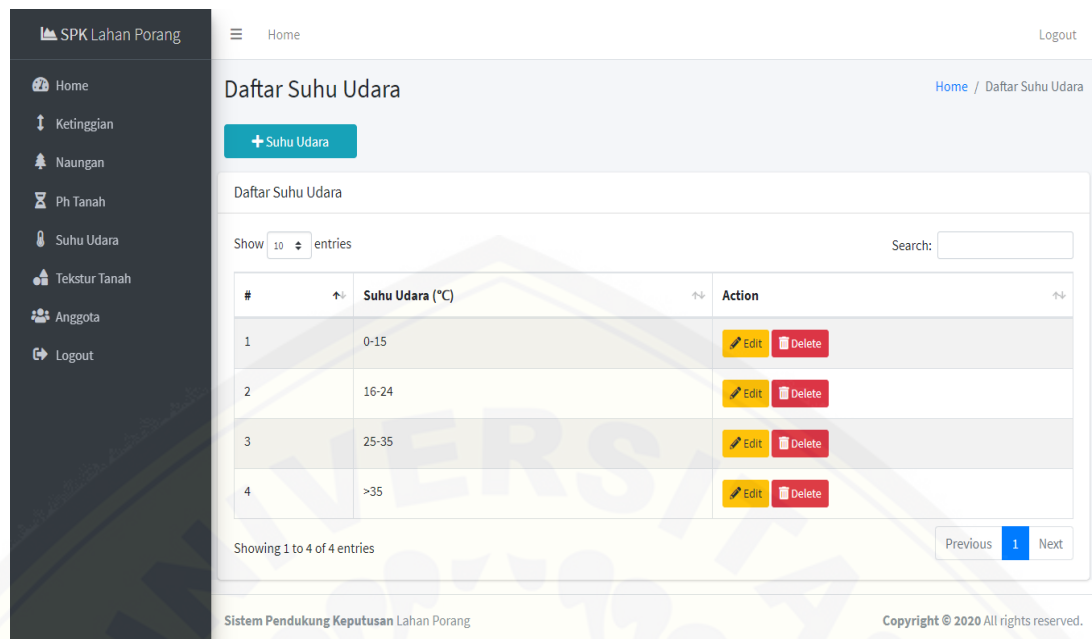 SPK Lahan Porang
Home
Logout
Home
Ketinggian
Naungan
Ph Tanah
Suhu Udara
Tekstur Tanah
Anggota
Logout
Daftar Suhu Udara
Home / Daftar Suhu Udara
+ Suhu Udara
Daftar Suhu Udara
Show 10 entries
Search:
# Suhu Udara (°C) Action
1 0-15 Edit Delete
2 16-24 Edit Delete
3 25-35 Edit Delete
4 >35 Edit Delete
Showing 1 to 4 of 4 entries
Previous 1 Next
Sistem Pendukung Keputusan Lahan Porang
Copyright © 2020 All rights reserved.
UNIVERSITA